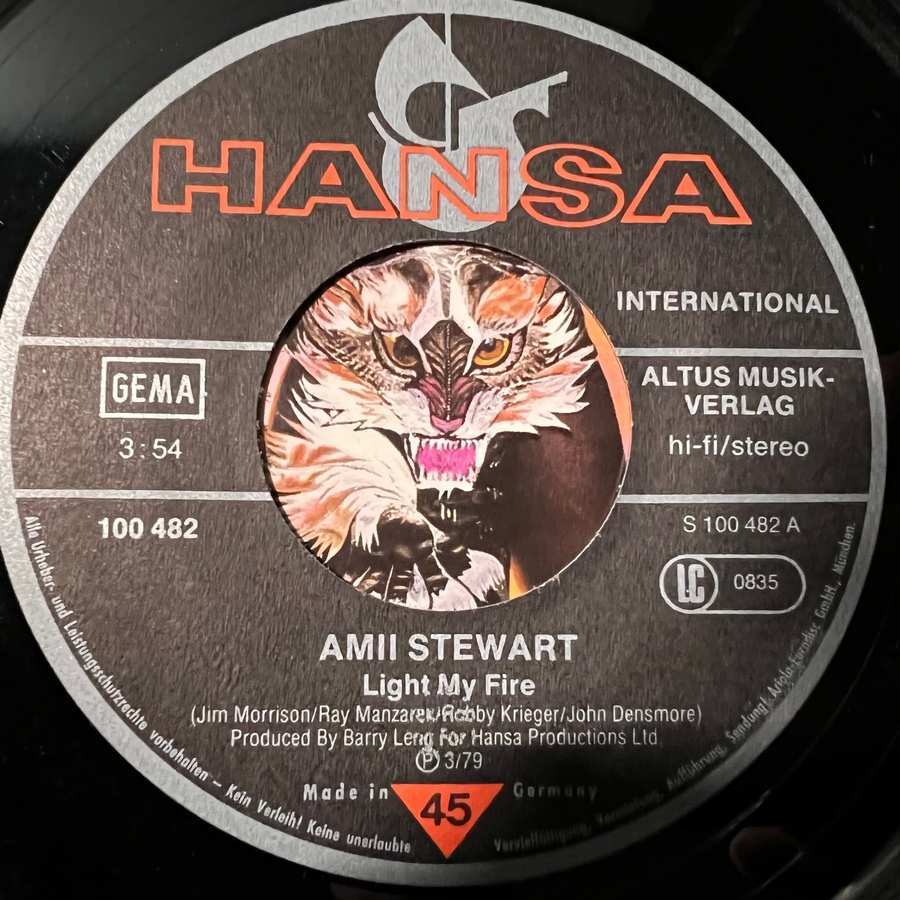 HANSA
INTERNATIONAL
GEMA
3:54
ALTUS MUSIK-
VERLAG
hi-fi/stereo
100 482
S 100 482 A
LC 0835
AMII STEWART
Light My Fire
(Jim Morrison/Ray Manzarek/Robby Krieger/John Densmore)
Produced By Barry Leng For Hansa Productions Ltd.
Ⓟ 3/79
Made in 45 Germany
Alle Urheber- und Leistungsschutzrechte vorbehalten – Kein Verleih! Keine unerlaubte
Vervielfältigung, Vermietung, Aufführung, Sendung! Ariola-Eurodisc GmbH, München.